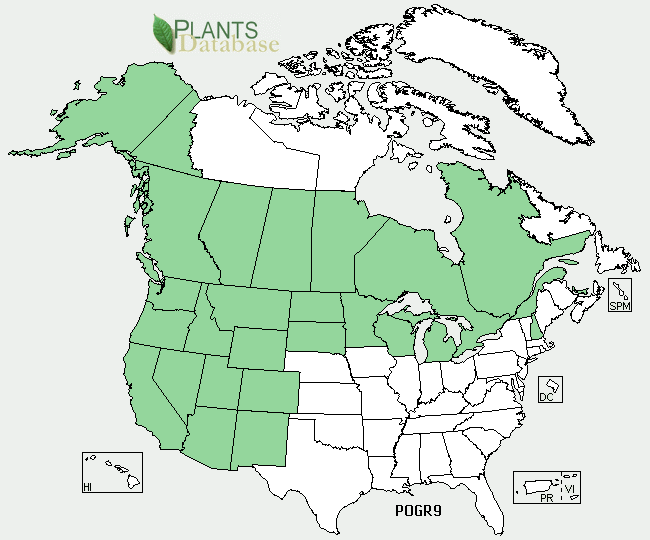 PLANTS
Database
SPM
DC
HI
PR
VI
POGR9